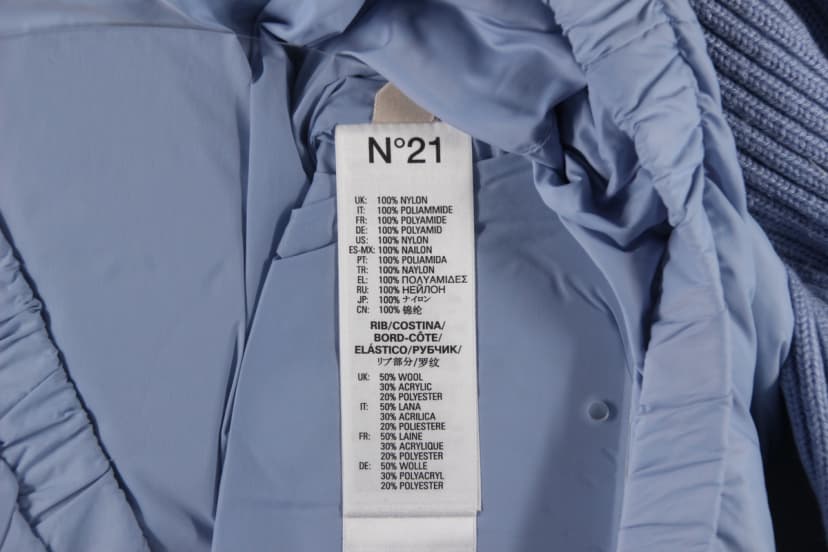 N°21
UK: 100% NYLON
IT: 100% POLIAMMIDE
FR: 100% POLYAMIDE
DE: 100% POLYAMID
US: 100% NYLON
ES-MX: 100% NAILON
PT: 100% POLIAMIDA
TR: 100% NAYLON
EL: 100% ΠΟΛΥΑΜΙΔΕΣ
RU: 100% НЕЙЛОН
JP: 100% ナイロン
CN: 100% 锦纶
RIB/COSTINA/
BORD-CÔTE/
ELÁSTICO/РУБЧИК/
リブ部分/罗纹
UK: 50% WOOL
30% ACRYLIC
20% POLYESTER
IT: 50% LANA
30% ACRILICA
20% POLIESTERE
FR: 50% LAINE
30% ACRYLIQUE
20% POLYESTER
DE: 50% WOLLE
30% POLYACRYL
20% POLYESTER